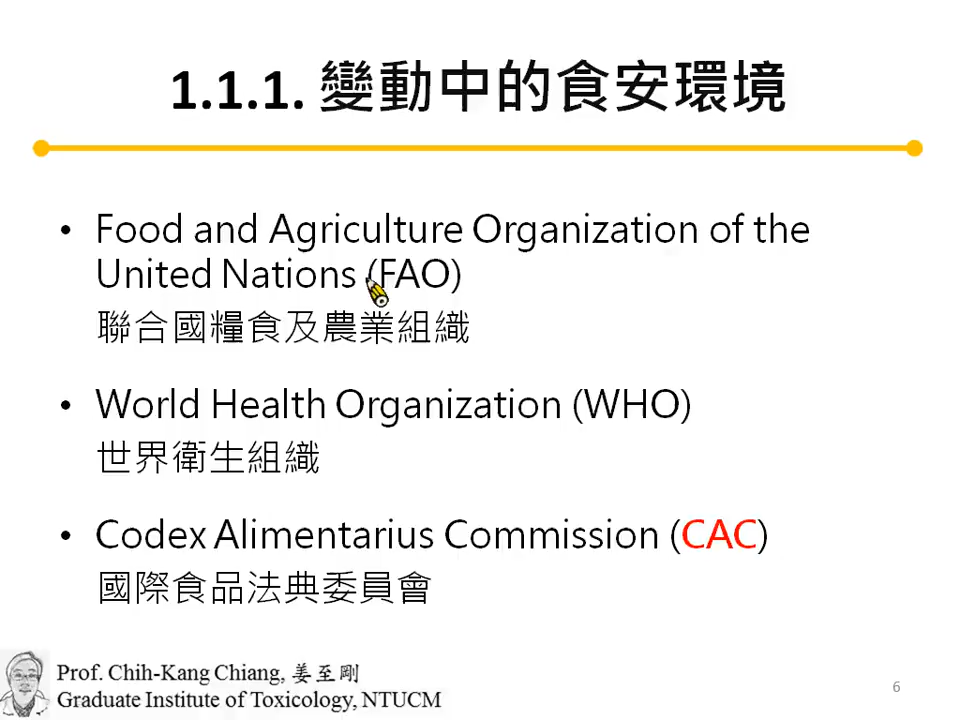 1.1.1. 變動中的食安環境
• Food and Agriculture Organization of the
United Nations (FAO)
聯合國糧食及農業組織
• World Health Organization (WHO)
世界衛生組織
• Codex Alimentarius Commission (CAC)
國際食品法典委員會
Prof. Chih-Kang Chiang, 姜至剛
Graduate Institute of Toxicology, NTUCM
6